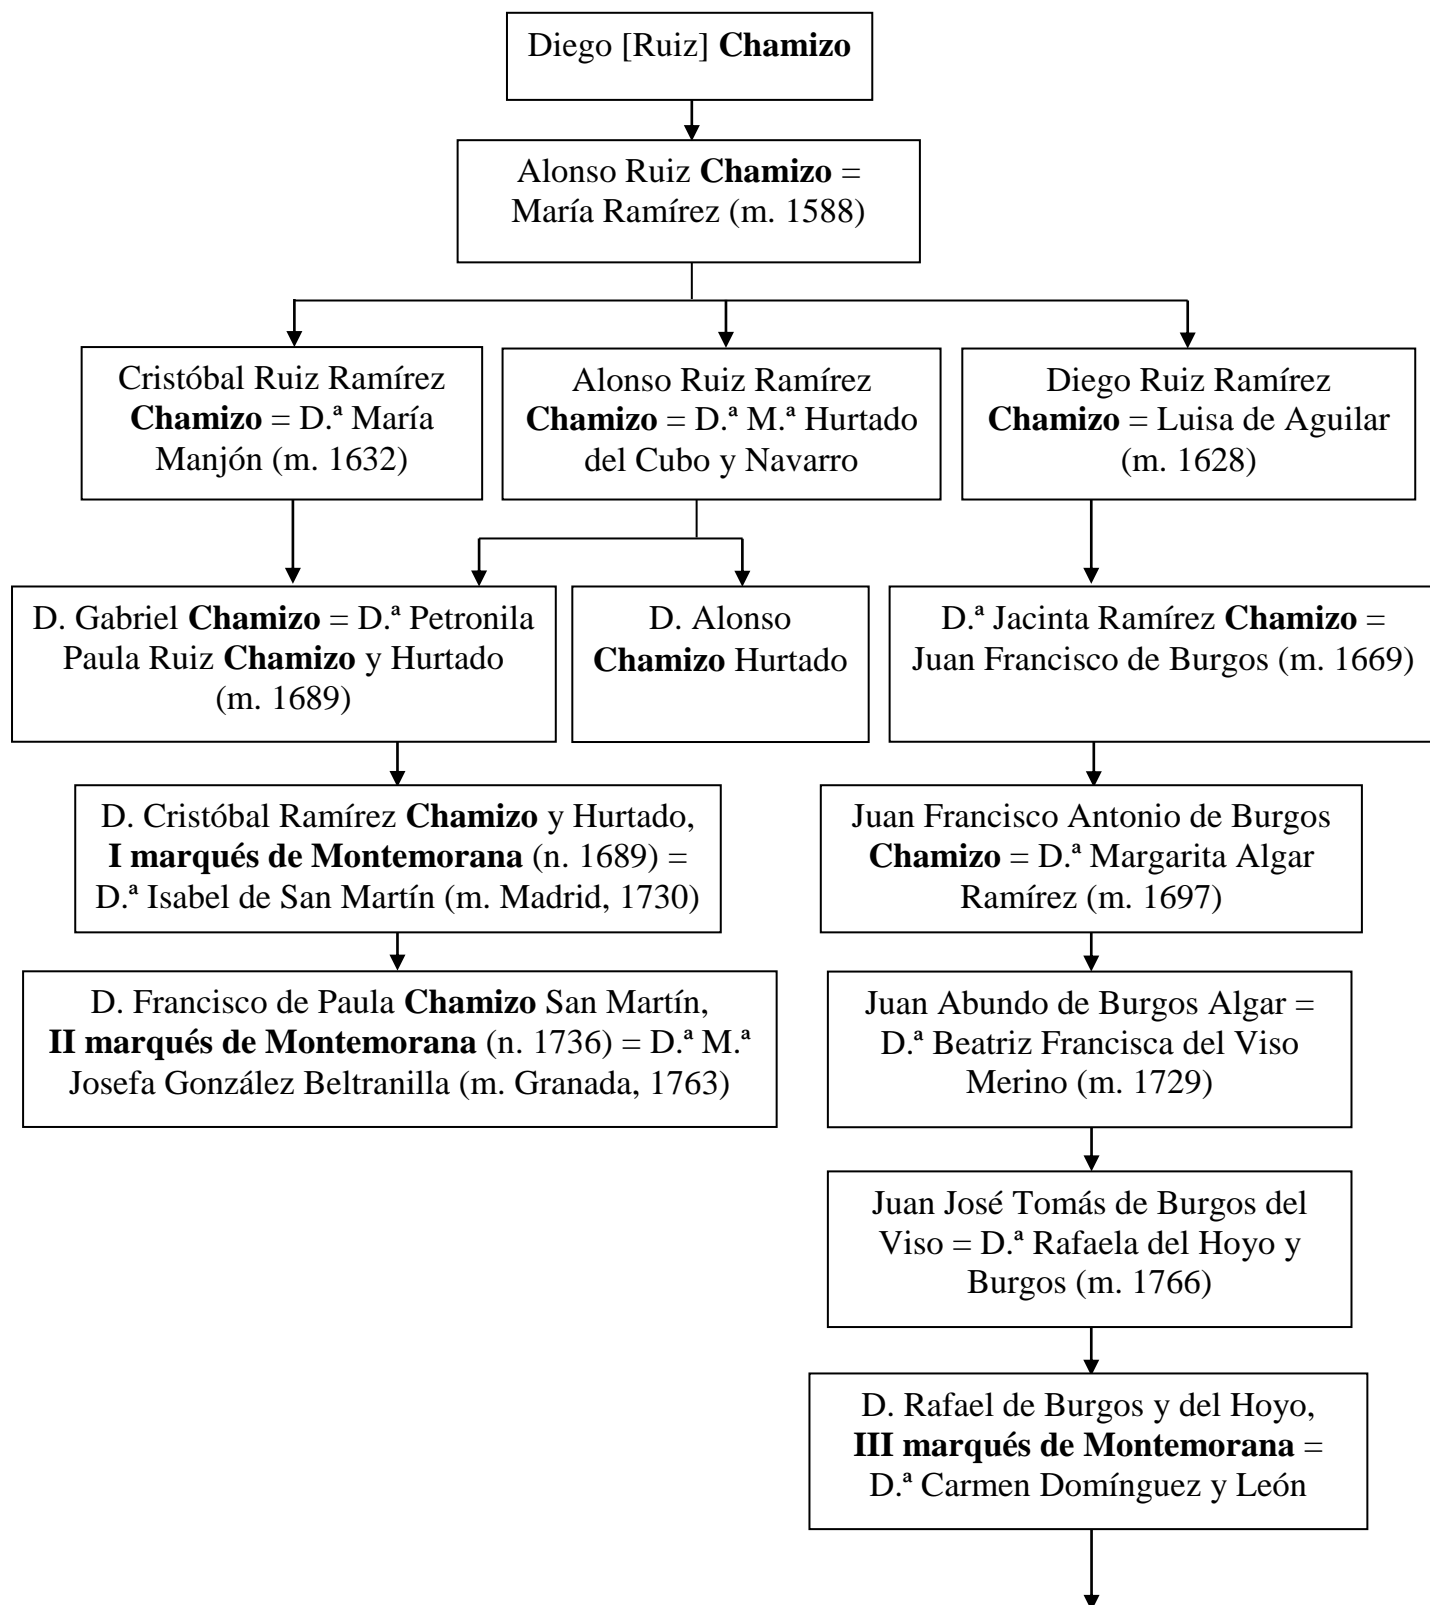 Diego [Ruiz] Chamizo
Alonso Ruiz Chamizo =
María Ramírez (m. 1588)
Cristóbal Ruiz Ramírez
Chamizo = D.ª María
Manjón (m. 1632)
Alonso Ruiz Ramírez
Chamizo = D.ª M.ª Hurtado
del Cubo y Navarro
Diego Ruiz Ramírez
Chamizo = Luisa de Aguilar
(m. 1628)
D. Gabriel Chamizo = D.ª Petronila
Paula Ruiz Chamizo y Hurtado
(m. 1689)
D. Alonso
Chamizo Hurtado
D.ª Jacinta Ramírez Chamizo =
Juan Francisco de Burgos (m. 1669)
D. Cristóbal Ramírez Chamizo y Hurtado,
I marqués de Montemorana (n. 1689) =
D.ª Isabel de San Martín (m. Madrid, 1730)
Juan Francisco Antonio de Burgos
Chamizo = D.ª Margarita Algar
Ramírez (m. 1697)
D. Francisco de Paula Chamizo San Martín,
II marqués de Montemorana (n. 1736) = D.ª M.ª
Josefa González Beltranilla (m. Granada, 1763)
Juan Abundo de Burgos Algar =
D.ª Beatriz Francisca del Viso
Merino (m. 1729)
Juan José Tomás de Burgos del
Viso = D.ª Rafaela del Hoyo y
Burgos (m. 1766)
D. Rafael de Burgos y del Hoyo,
III marqués de Montemorana =
D.ª Carmen Domínguez y León